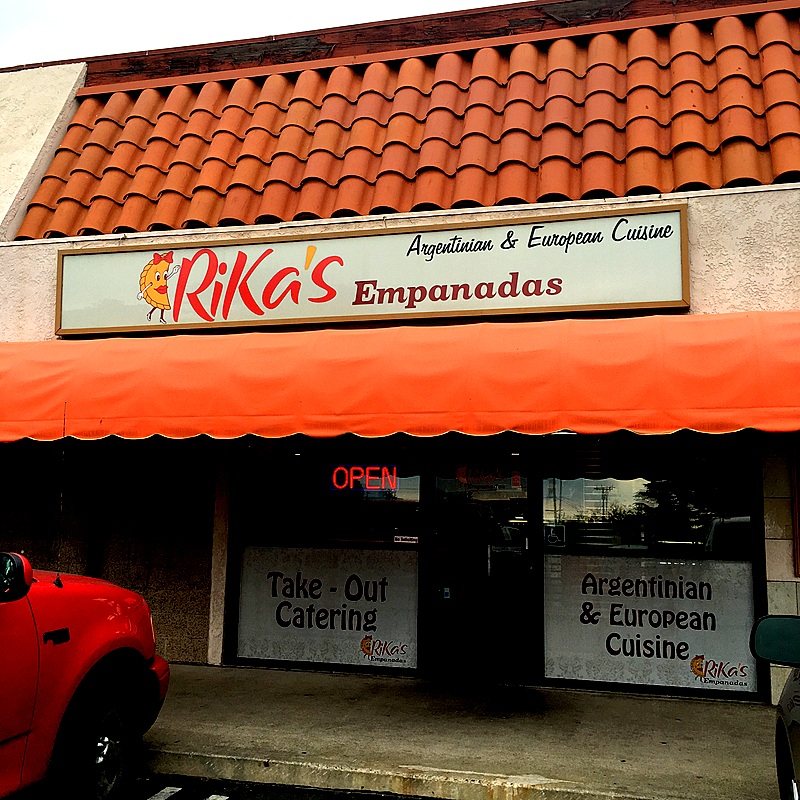 Argentinian & European Cuisine
RiKa's Empanadas
OPEN
Take - Out
Catering
RiKa's
Empanadas
Argentinian
& European
Cuisine
RiKa's
Empanadas